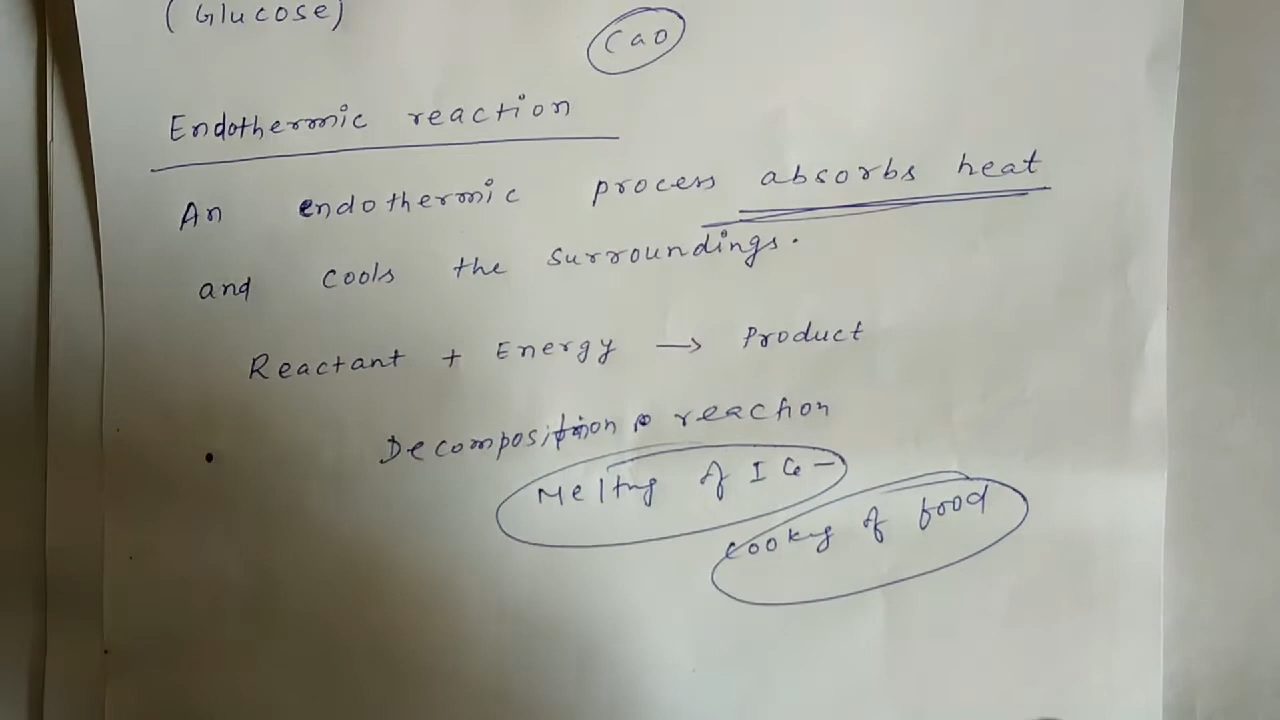 (Glucose)
CaO
Endothermic reaction
An endothermic process absorbs heat
and cools the surroundings.
Reactant + Energy → Product
Decomposition reaction
Melting of Ice
Cooking of food